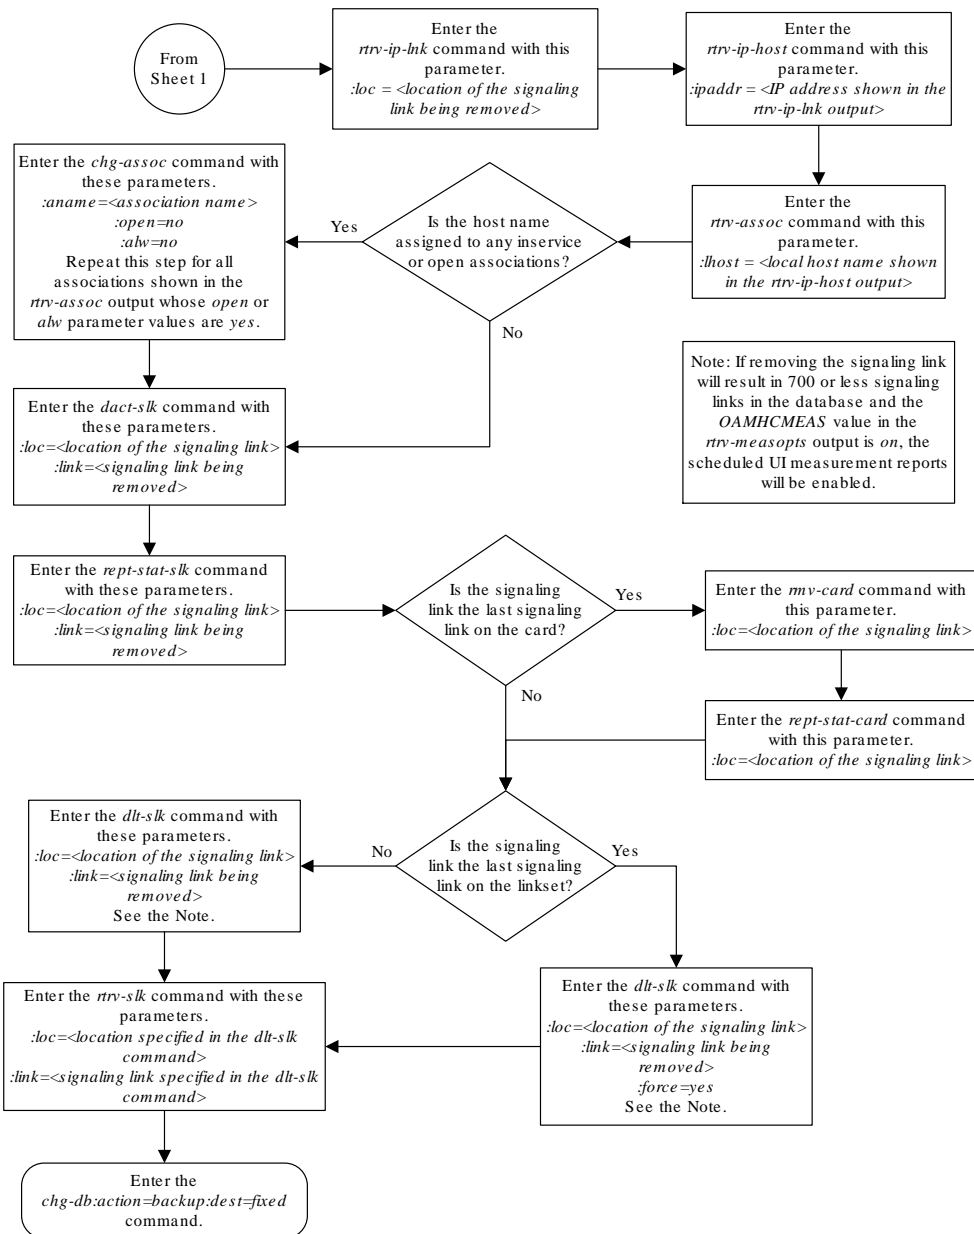 From
Sheet 1
Enter the
rtrv-ip-lnk command with this
parameter.
:loc = <location of the signaling
link being removed>
Enter the
rtrv-ip-host command with this
parameter.
:ipaddr = <IP address shown in the
rtrv-ip-lnk output>
Enter the
rtrv-assoc command with this
parameter.
:lhost = <local host name shown
in the rtrv-ip-host output>
Is the host name
assigned to any inservice
or open associations?
Yes
No
Enter the chg-assoc command with
these parameters.
:aname=<association name>
:open=no
:alw=no
Repeat this step for all
associations shown in the
rtrv-assoc output whose open or
alw parameter values are yes.
Note: If removing the signaling link
will result in 700 or less signaling
links in the database and the
OAMHCMEAS value in the
rtrv-measopts output is on, the
scheduled UI measurement reports
will be enabled.
Enter the dact-slk command with
these parameters.
:loc=<location of the signaling link>
:link=<signaling link being
removed>
Enter the rept-stat-slk command
with these parameters.
:loc=<location of the signaling link>
:link=<signaling link being
removed>
Is the signaling
link the last signaling
link on the card?
Yes
No
Enter the rmv-card command with
this parameter.
:loc=<location of the signaling link>
Enter the rept-stat-card command
with this parameter.
:loc=<location of the signaling link>
Is the signaling
link the last signaling
link on the linkset?
No
Yes
Enter the dlt-slk command with
these parameters.
:loc=<location of the signaling link>
:link=<signaling link being
removed>
See the Note.
Enter the dlt-slk command with
these parameters.
:loc=<location of the signaling link>
:link=<signaling link being
removed>
:force=yes
See the Note.
Enter the rtrv-slk command with these
parameters.
:loc=<location specified in the dlt-slk
command>
:link=<signaling link specified in the dlt-slk
command>
Enter the
chg-db:action=backup:dest=fixed
command.